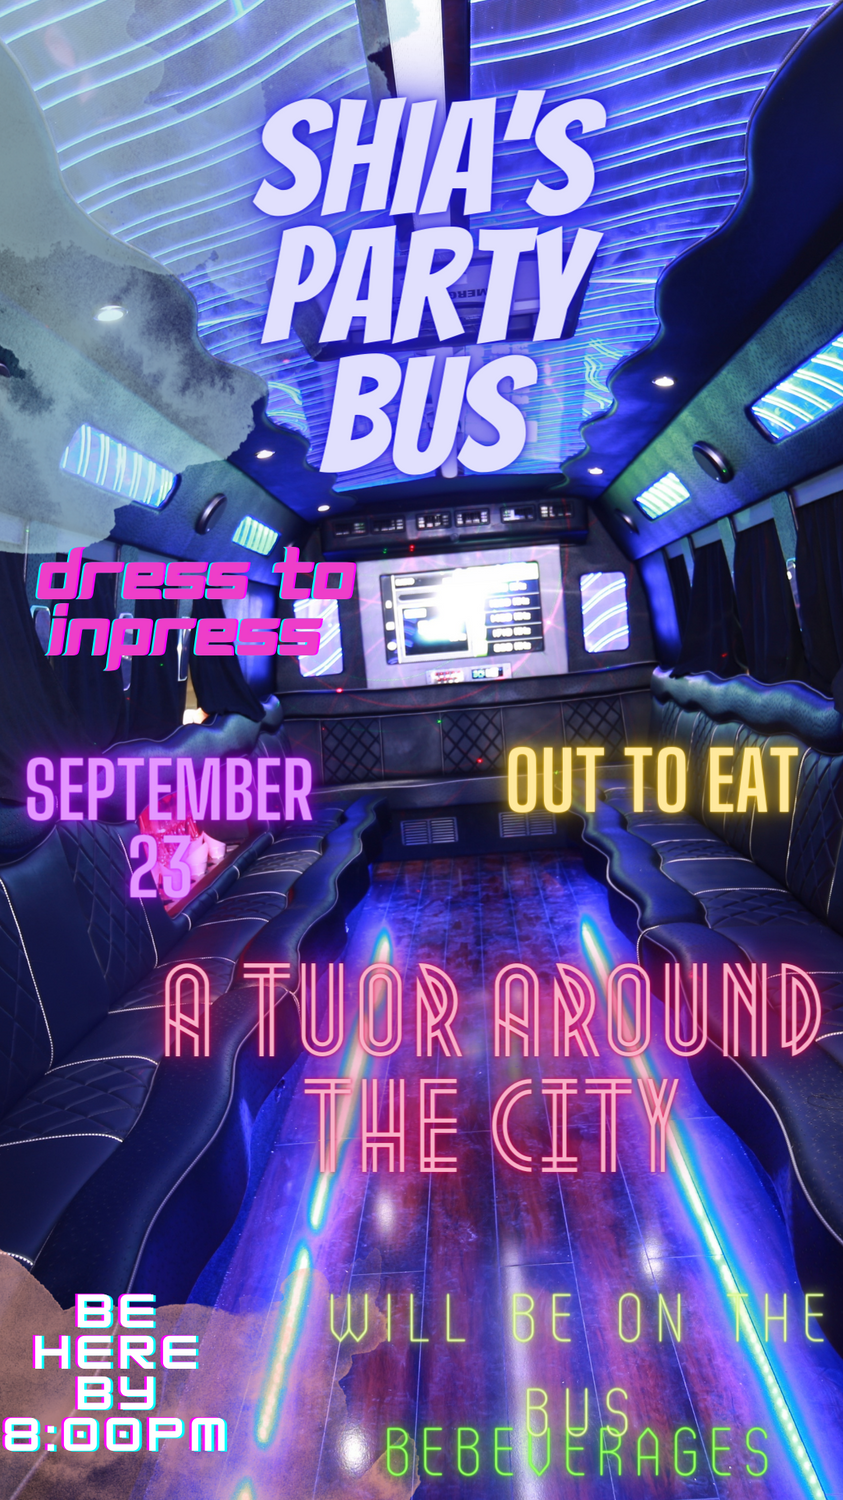 SHIA'S
PARTY
BUS
dress to
inpress
SEPTEMBER
23
OUT TO EAT
A TUOR AROUND
THE CITY
BE
HERE
BY
8:00PM
WILL BE ON THE
BUS
BEBEVERAGES